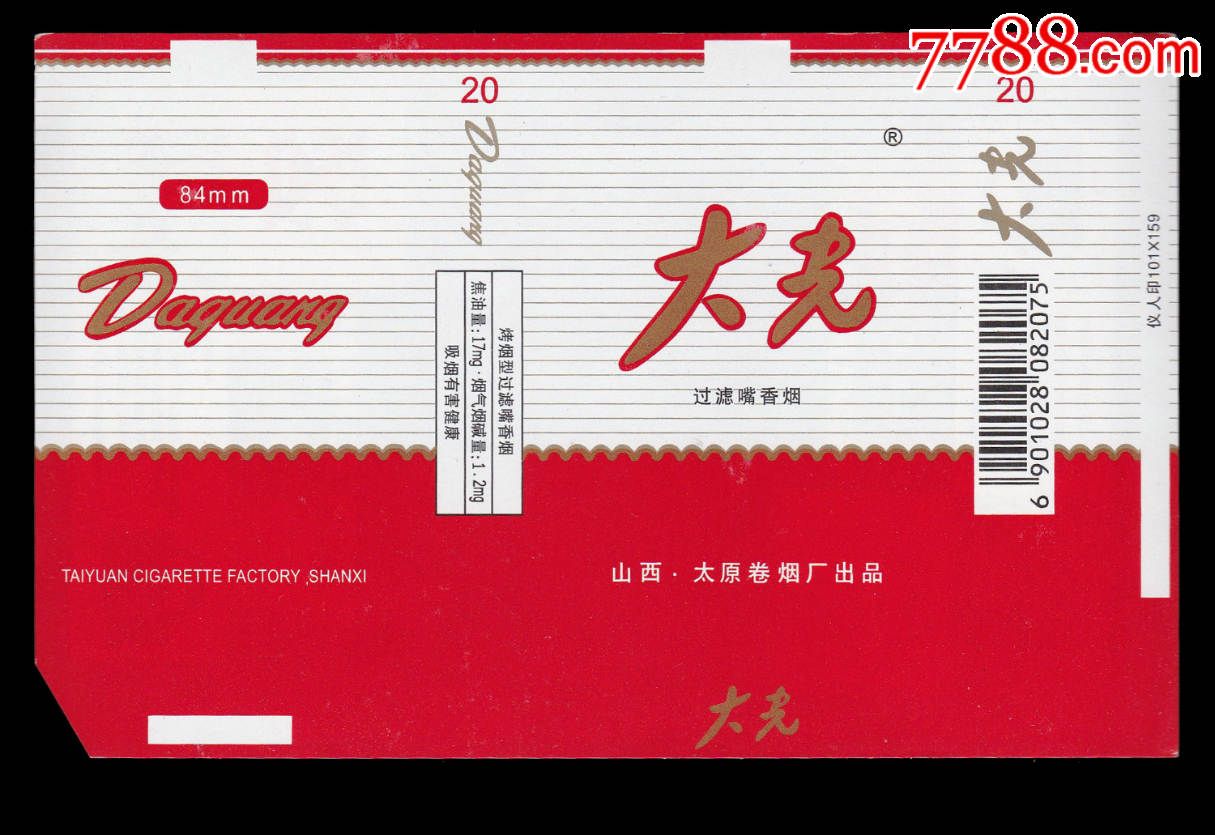 7788.com
20
20
®
Daguang
大光
84mm
Daguang
大光
过滤嘴香烟
烤烟型过滤嘴香烟
焦油量:17mg·烟气烟碱量:1.2mg
吸烟有害健康
6 901028 082075
仪人印101X159
TAIYUAN CIGARETTE FACTORY ,SHANXI
山西·太原卷烟厂出品
大光